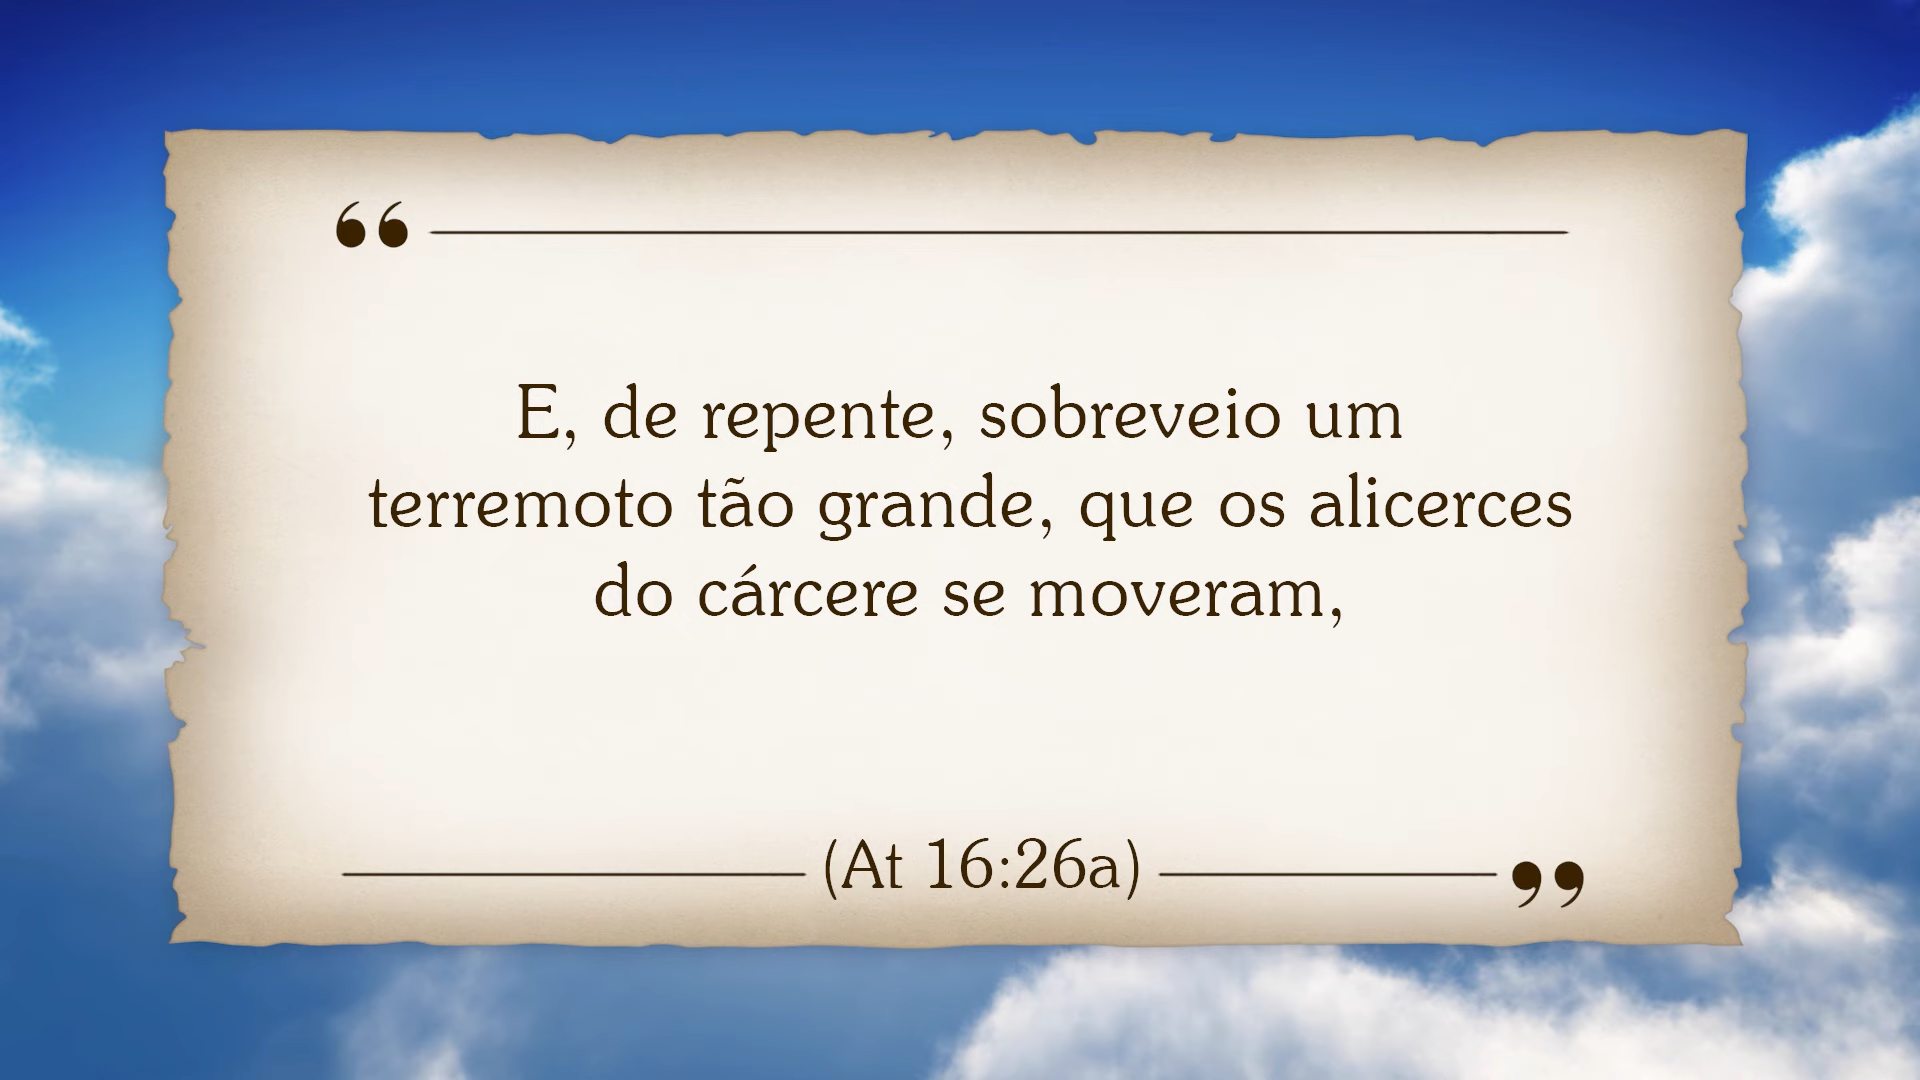 “
E, de repente, sobreveio um
terremoto tão grande, que os alicerces
do cárcere se moveram,
(At 16:26a)
”